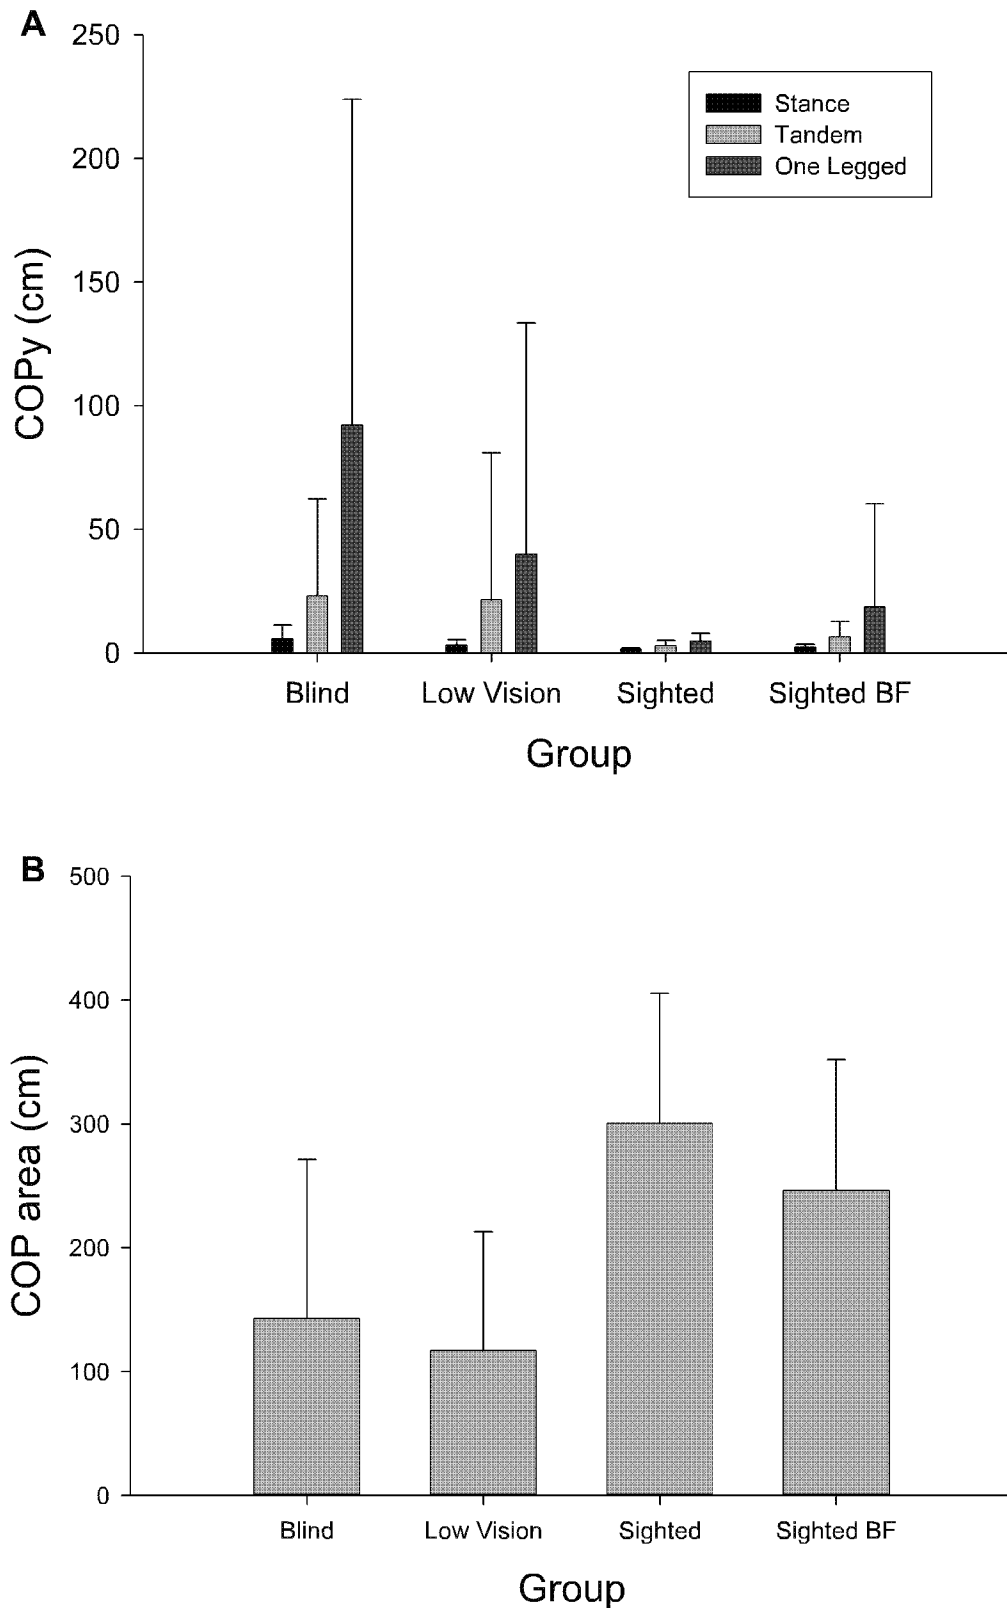 A
250
200
150
100
50
0
COPy (cm)
Stance
Tandem
One Legged
Blind Low Vision Sighted Sighted BF
Group
B
500
400
300
200
100
0
COP area (cm)
Blind Low Vision Sighted Sighted BF
Group